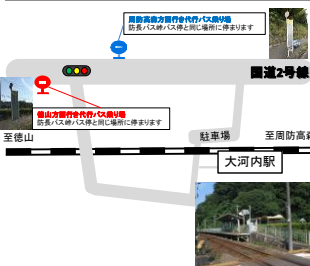 周防高森方面行き代行バス乗り場
防長バス峠バス停と同じ場所に停まります
国道2号線
徳山方面行き代行バス乗り場
防長バス峠バス停と同じ場所に停まります
至徳山
駐車場
至周防高森
大河内駅